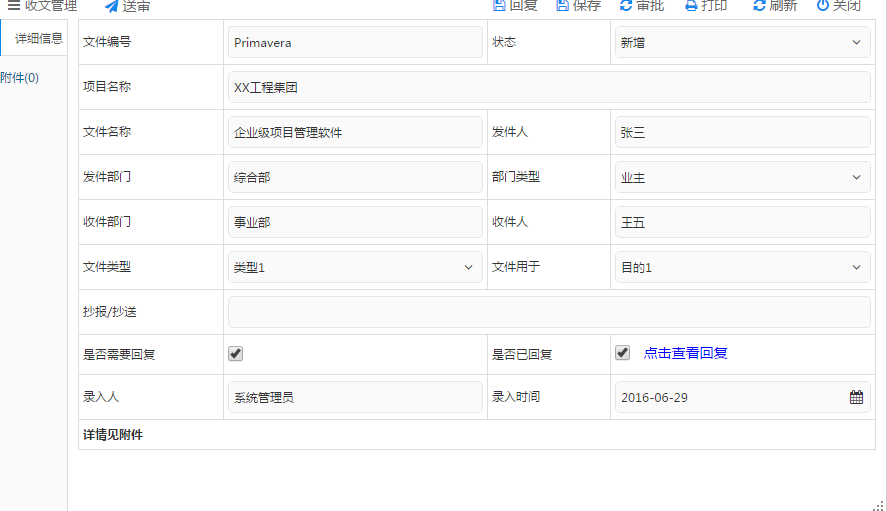 收文管理 送审 回复 保存 审批 打印 刷新 关闭
详细信息
附件(0)
文件编号 Primavera 状态 新增
项目名称 XX工程集团
文件名称 企业级项目管理软件 发件人 张三
发件部门 综合部 部门类型 业主
收件部门 事业部 收件人 王五
文件类型 类型1 文件用于 目的1
抄报/抄送
是否需要回复 是否已回复 点击查看回复
录入人 系统管理员 录入时间 2016-06-29
详情见附件